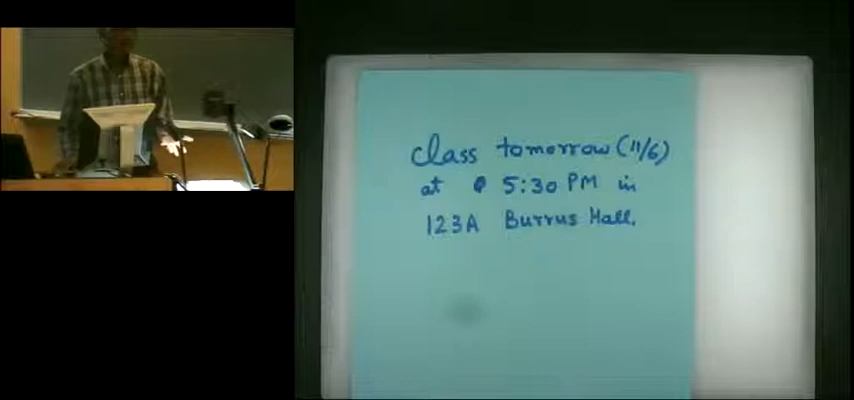 class tomorrow (11/6)
at 5:30 PM in
123A Burrus Hall.